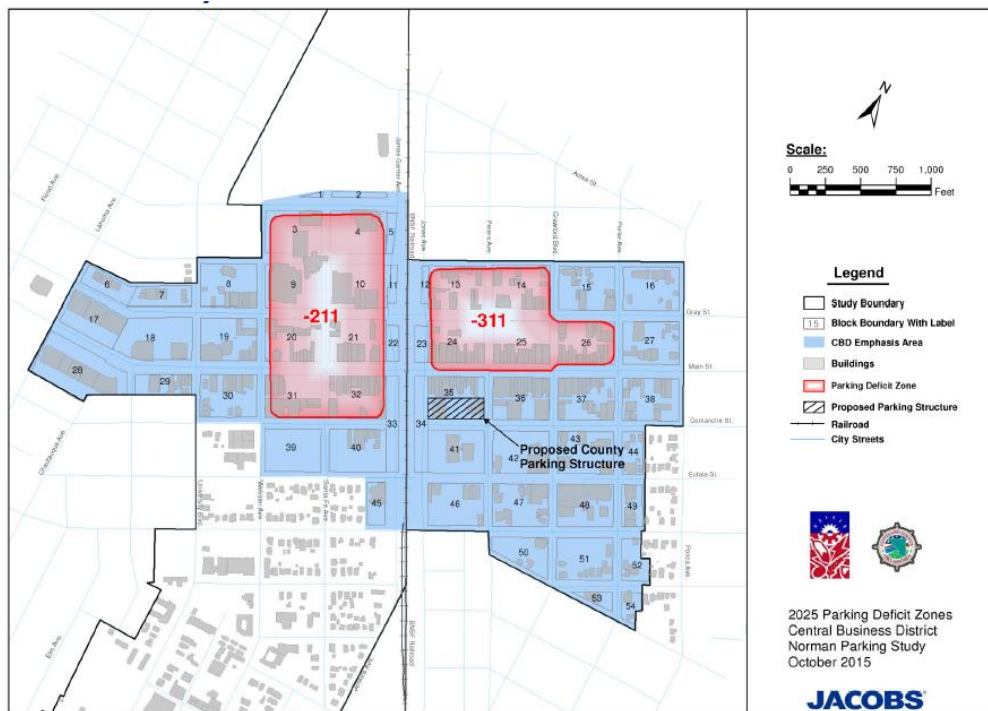 -211
-311
Proposed County
Parking Structure
1
2
3
4
5
6
7
8
9
10
11
12
13
14
15
16
17
18
19
20
21
22
23
24
25
26
27
28
29
30
31
32
33
34
35
36
37
38
39
40
41
42
43
44
45
46
47
48
49
50
51
52
53
54
Flood Ave.
Lahoma Ave.
Chautauqua Ave.
Elm Ave.
University Blvd.
Webster Ave.
Santa Fe Ave.
James Garner Ave.
BNSF Railroad
Jones Ave.
Peters Ave.
Crawford Blvd.
Porter Ave.
Acres St.
Gray St.
Main St.
Comanche St.
Eufaula St.
Ponca Ave.
BNSF Railroad
N
Scale:
0 250 500 750 1,000
Feet
Legend
Study Boundary
15 Block Boundary With Label
CBD Emphasis Area
Buildings
Parking Deficit Zone
Proposed Parking Structure
Railroad
City Streets
2025 Parking Deficit Zones
Central Business District
Norman Parking Study
October 2015
JACOBS